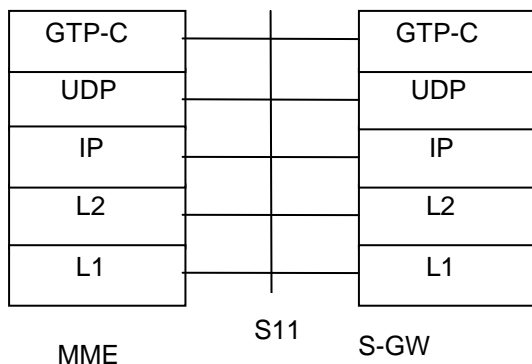 GTP-C GTP-C
UDP UDP
IP IP
L2 L2
L1 L1
S11
MME S-GW